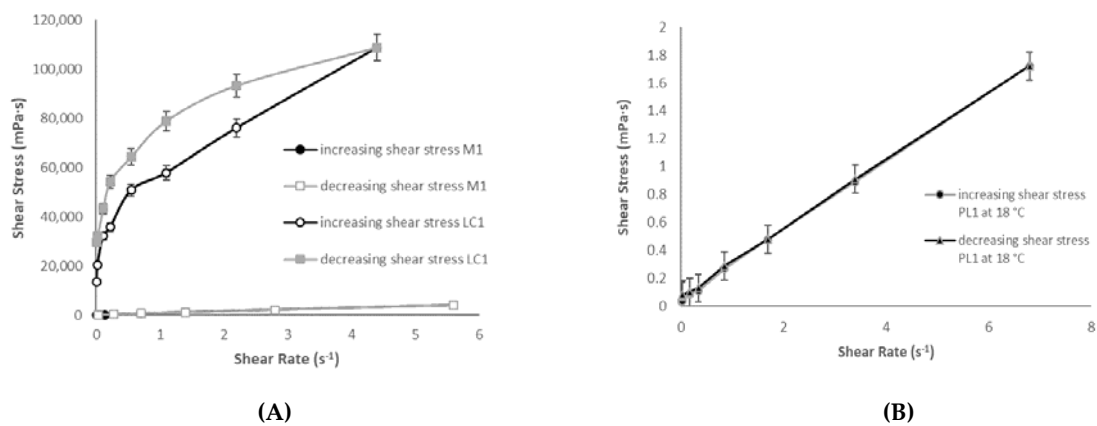 120,000
100,000
80,000
60,000
40,000
20,000
0
Shear Stress (mPa·s)
0 1 2 3 4 5 6
Shear Rate (s⁻¹)
increasing shear stress M1
decreasing shear stress M1
increasing shear stress LC1
decreasing shear stress LC1
(A)
2
1.8
1.6
1.4
1.2
1
0.8
0.6
0.4
0.2
0
Shear Stress (mPa·s)
0 2 4 6 8
Shear Rate (s⁻¹)
increasing shear stress
PL1 at 18 °C
decreasing shear stress
PL1 at 18 °C
(B)